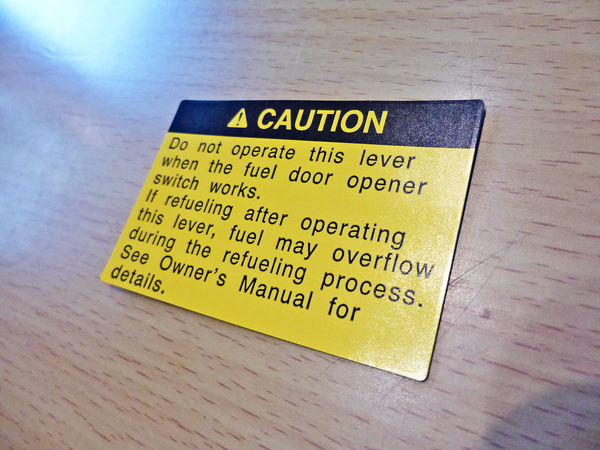 CAUTION
Do not operate this lever
when the fuel door opener
switch works.
If refueling after operating
this lever, fuel may overflow
during the refueling process.
See Owner's Manual for
details.